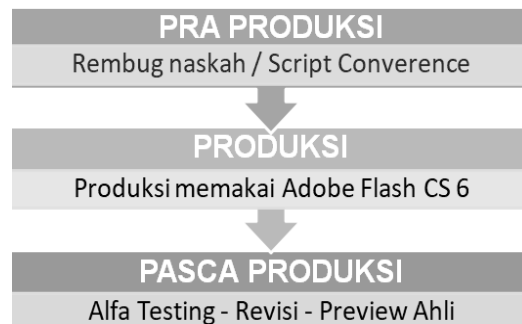 PRA PRODUKSI
Rembug naskah / Script Converence
PRODUKSI
Produksi memakai Adobe Flash CS 6
PASCA PRODUKSI
Alfa Testing - Revisi - Preview Ahli